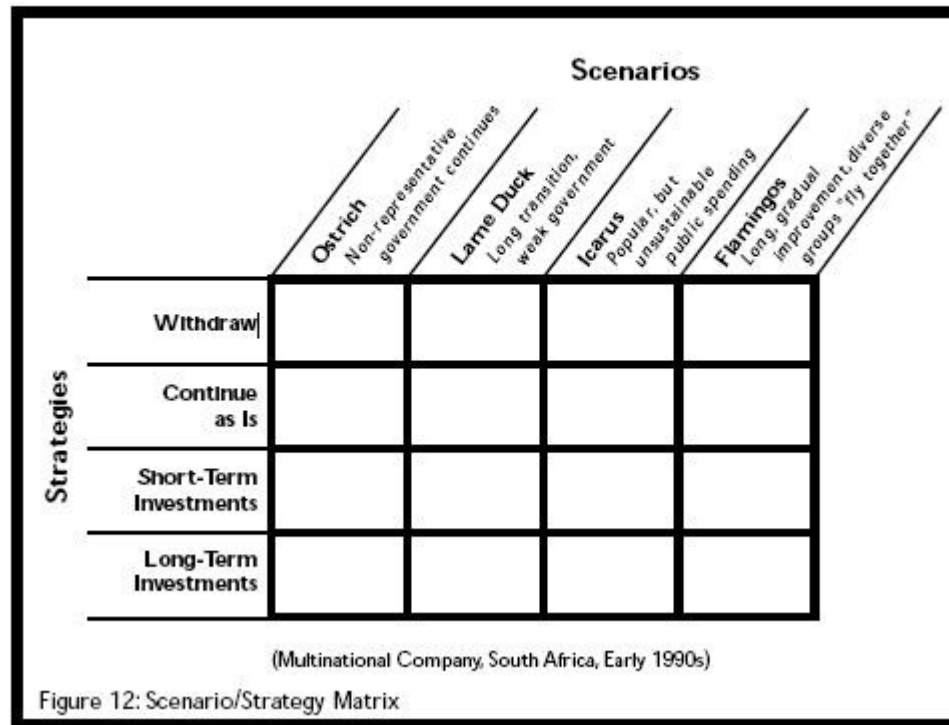 Scenarios
Ostrich
Non-representative
government continues
Lame Duck
Long transition,
weak government
Icarus
Popular, but
unsustainable
public spending
Flamingos
Long, gradual
improvement, diverse
groups "fly together"
Strategies
Withdraw
Continue
as Is
Short-Term
Investments
Long-Term
Investments
(Multinational Company, South Africa, Early 1990s)
Figure 12: Scenario/Strategy Matrix